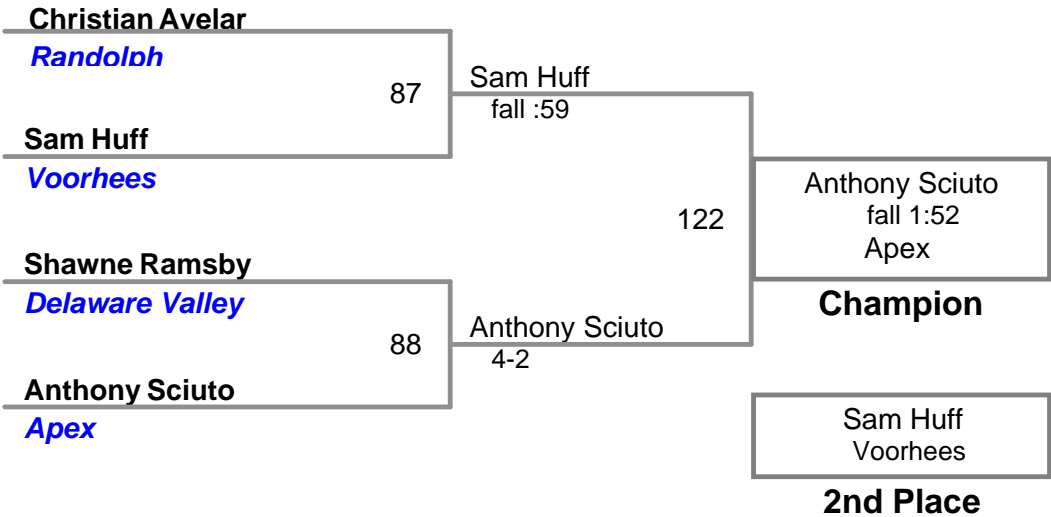 Christian Avelar
Randolph
87
Sam Huff
fall :59
Sam Huff
Voorhees
122
Anthony Sciuto
fall 1:52
Apex
Champion
Shawne Ramsby
Delaware Valley
88
Anthony Sciuto
4-2
Anthony Sciuto
Apex
Sam Huff
Voorhees
2nd Place